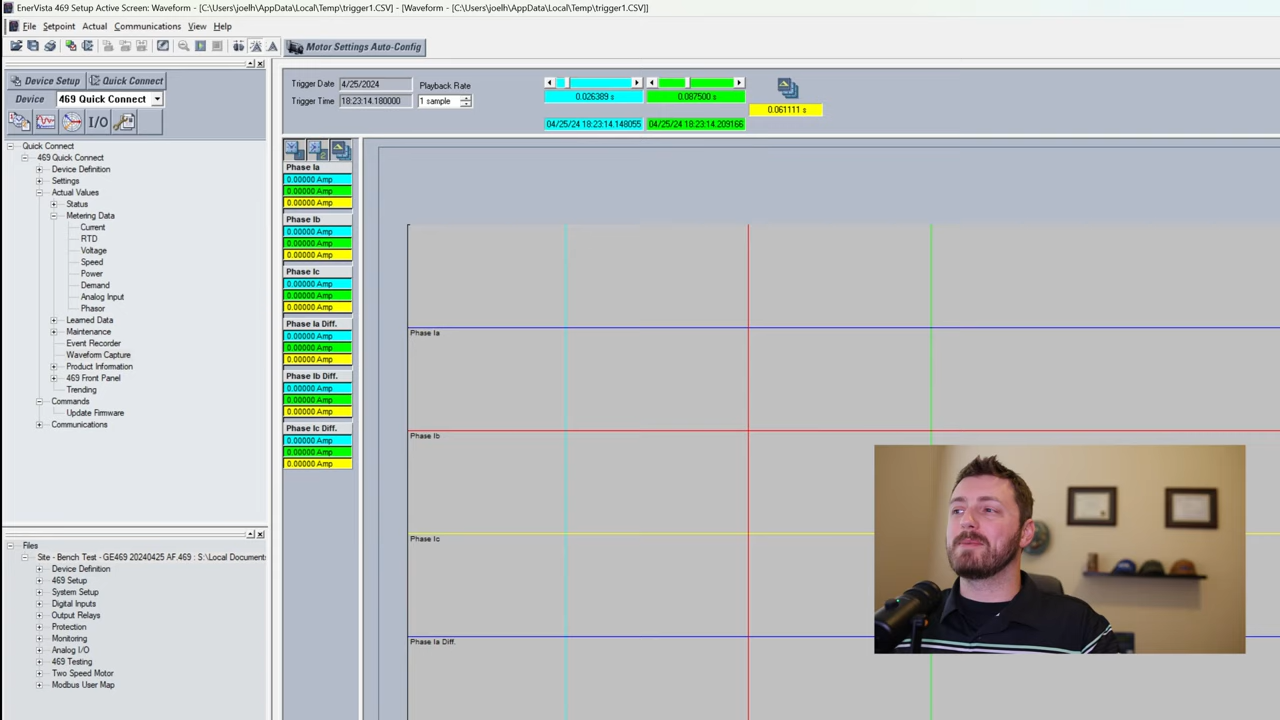 EnerVista 469 Setup Active Screen: Waveform - [C:\Users\joelh\AppData\Local\Temp\trigger1.CSV] - [Waveform - [C:\Users\joelh\AppData\Local\Temp\trigger1.CSV]]
File Setpoint Actual Communications View Help
Motor Settings Auto-Config
Device Setup Quick Connect
Device 469 Quick Connect
I/O
Quick Connect
469 Quick Connect
Device Definition
Settings
Actual Values
Status
Metering Data
Current
RTD
Voltage
Speed
Power
Demand
Analog Input
Phasor
Learned Data
Maintenance
Event Recorder
Waveform Capture
Product Information
469 Front Panel
Trending
Commands
Update Firmware
Communications
Files
Site - Bench Test - GE469 20240425 AF.469 : S:\Local Documents
Device Definition
469 Setup
System Setup
Digital Inputs
Output Relays
Protection
Monitoring
Analog I/O
469 Testing
Two Speed Motor
Modbus User Map
Trigger Date 4/25/2024
Trigger Time 18:23:14.180000
Playback Rate
1 sample
0.026389 s
04/25/24 18:23:14.148055
0.087500 s
04/25/24 18:23:14.209166
0.061111 s
Phase Ia
0.00000 Amp
0.00000 Amp
0.00000 Amp
Phase Ib
0.00000 Amp
0.00000 Amp
0.00000 Amp
Phase Ic
0.00000 Amp
0.00000 Amp
0.00000 Amp
Phase Ia Diff.
0.00000 Amp
0.00000 Amp
0.00000 Amp
Phase Ib Diff.
0.00000 Amp
0.00000 Amp
0.00000 Amp
Phase Ic Diff.
0.00000 Amp
0.00000 Amp
0.00000 Amp
Phase Ia
Phase Ib
Phase Ic
Phase Ia Diff.